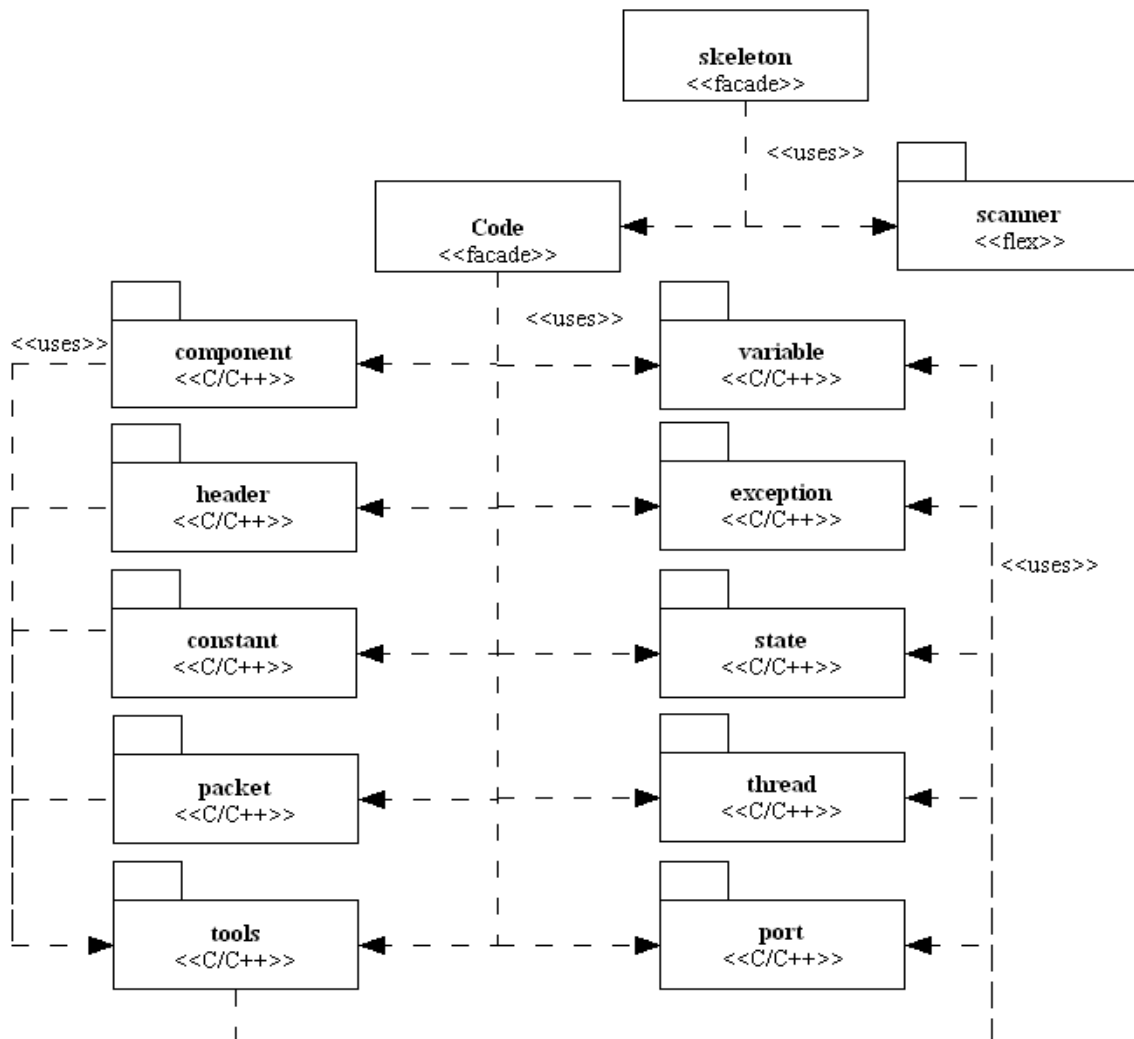 skeleton
<<facade>>
<<uses>>
Code
<<facade>>
scanner
<<flex>>
<<uses>>
<<uses>>
component
<<C/C++>>
variable
<<C/C++>>
header
<<C/C++>>
exception
<<C/C++>>
<<uses>>
constant
<<C/C++>>
state
<<C/C++>>
packet
<<C/C++>>
thread
<<C/C++>>
tools
<<C/C++>>
port
<<C/C++>>